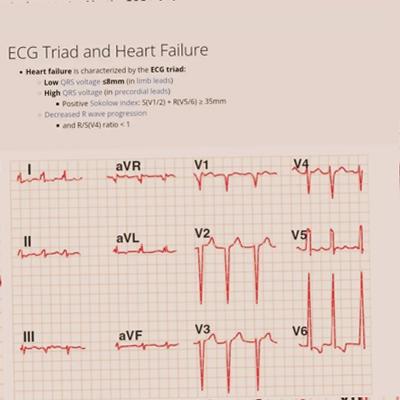 ECG Triad and Heart Failure
• Heart failure is characterized by the ECG triad:
○ Low QRS voltage ≤8mm (in limb leads)
○ High QRS voltage (in precordial leads)
■ Positive Sokolow index: S(V1/2) + R(V5/6) ≥ 35mm
○ Decreased R wave progression
■ and R/S(V4) ratio < 1
I aVR V1 V4
II aVL V2 V5
III aVF V3 V6